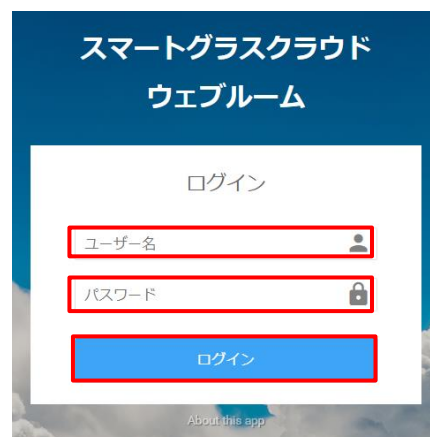 スマートグラスクラウド
ウェブルーム
ログイン
ユーザー名
パスワード
ログイン
About this app